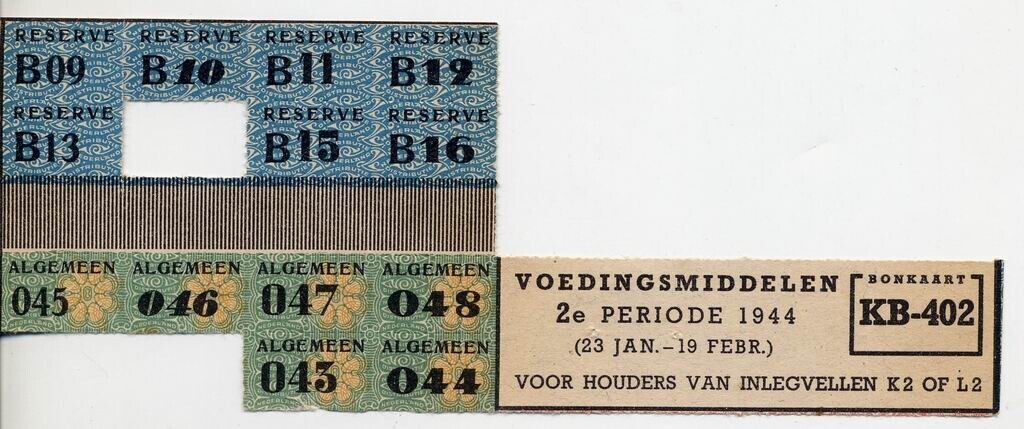 RESERVE RESERVE RESERVE RESERVE
B09 B10 B11 B12
RESERVE RESERVE RESERVE
B13 B15 B16
ALGEMEEN ALGEMEEN ALGEMEEN ALGEMEEN
045 046 047 048
ALGEMEEN ALGEMEEN
043 044
VOEDINGSMIDDELEN
2e PERIODE 1944
(23 JAN.-19 FEBR.)
VOOR HOUDERS VAN INLEGVELLEN K2 OF L2
BONKAART
KB-402